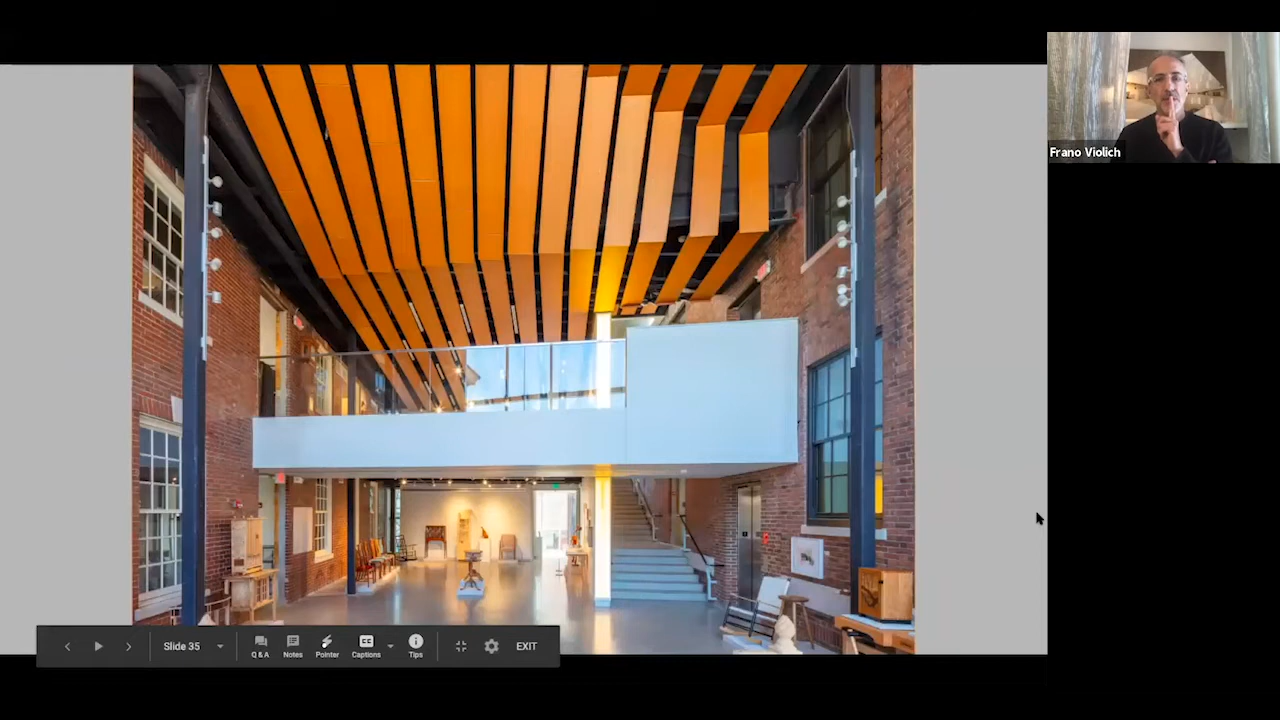 Frano Violich
Slide 35
Q & A
Notes
Pointer
Captions
Tips
EXIT